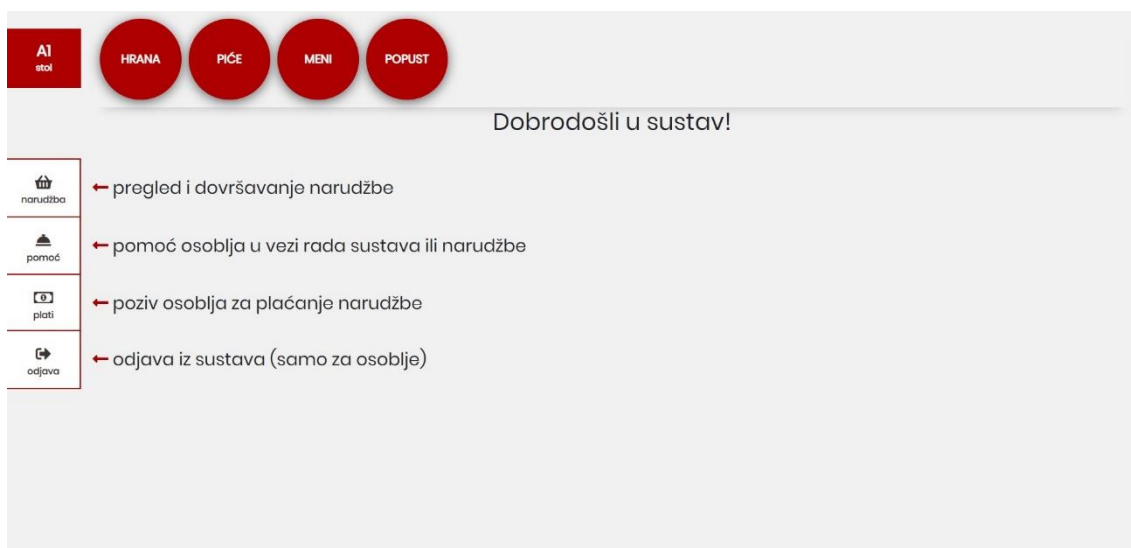 A1
stol
HRANA
PIĆE
MENI
POPUST
Dobrodošli u sustav!
narudžba
pregled i dovršavanje narudžbe
pomoć
pomoć osoblja u vezi rada sustava ili narudžbe
plati
poziv osoblja za plaćanje narudžbe
odjava
odjava iz sustava (samo za osoblje)